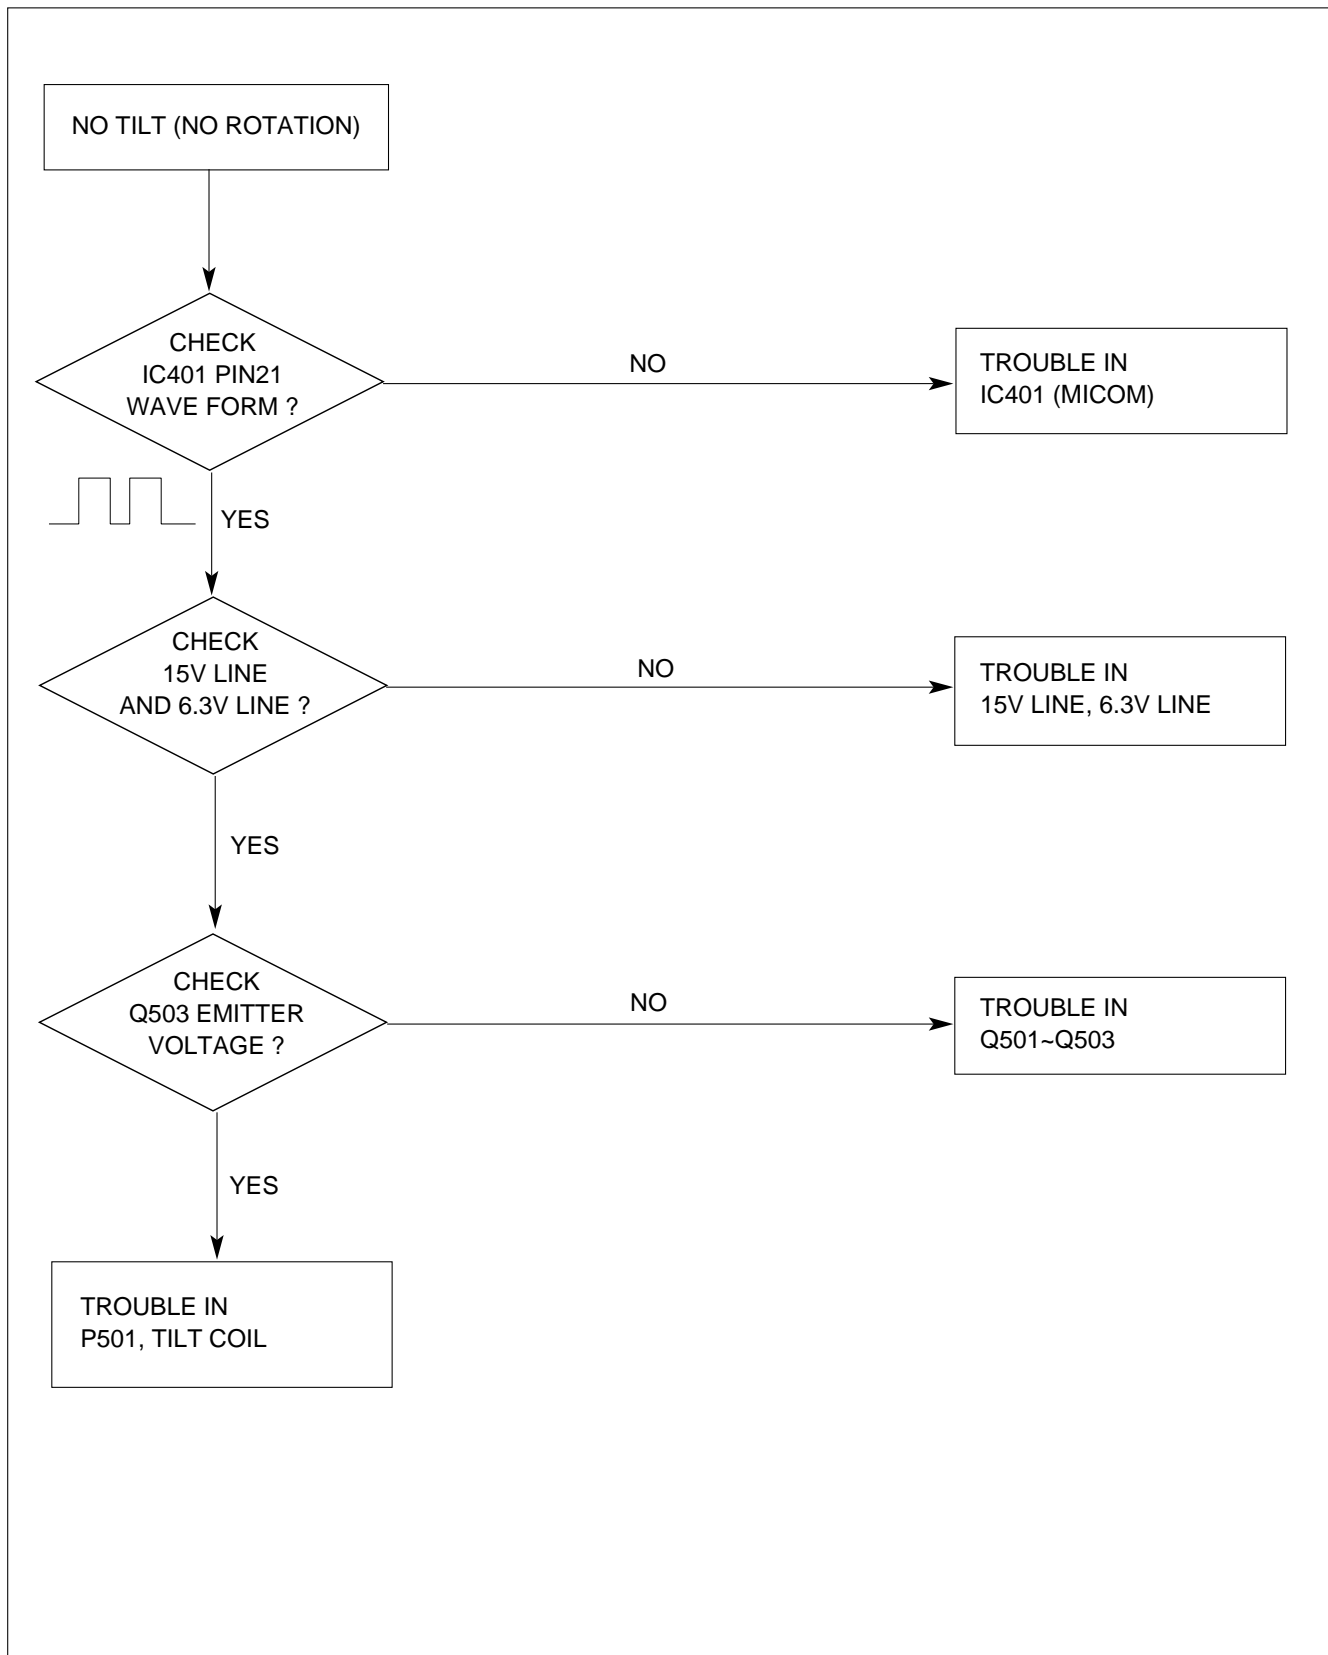 NO TILT (NO ROTATION)
CHECK
IC401 PIN21
WAVE FORM ?
NO
TROUBLE IN
IC401 (MICOM)
YES
CHECK
15V LINE
AND 6.3V LINE ?
NO
TROUBLE IN
15V LINE, 6.3V LINE
YES
CHECK
Q503 EMITTER
VOLTAGE ?
NO
TROUBLE IN
Q501~Q503
YES
TROUBLE IN
P501, TILT COIL